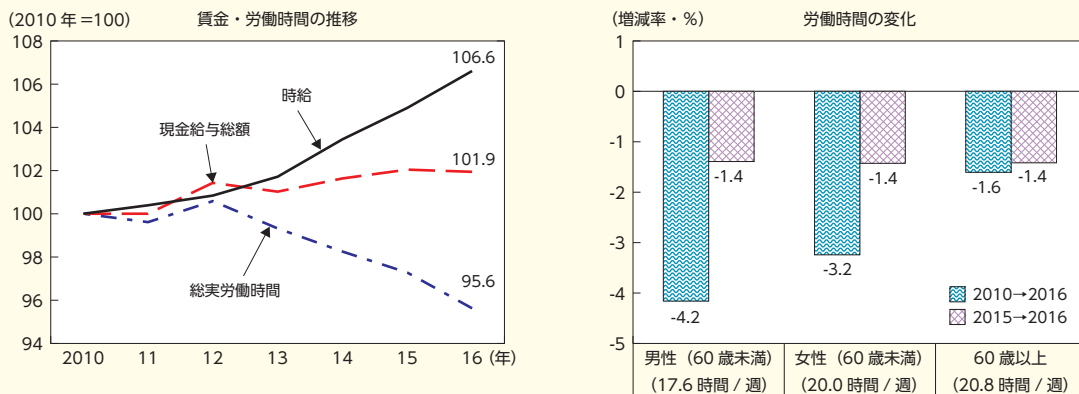 (2010 年 =100)
賃金・労働時間の推移
108
106
104
102
100
98
96
94
106.6
時給
現金給与総額
101.9
総実労働時間
95.6
2010 11 12 13 14 15 16 (年)
(増減率・%)
労働時間の変化
1
0
-1
-2
-3
-4
-5
-4.2
-1.4
-3.2
-1.4
-1.6
-1.4
2010→2016
2015→2016
男性（60 歳未満）
（17.6 時間 / 週）
女性（60 歳未満）
（20.0 時間 / 週）
60 歳以上
（20.8 時間 / 週）